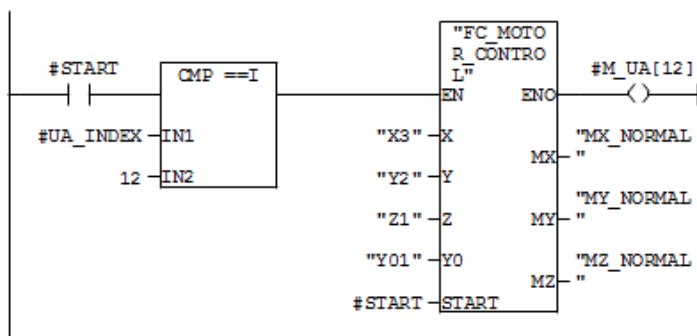 "FC_MOTO
R_CONTRO
L"
#START
CMP ==I
#M_UA[12]
EN ENO
#UA_INDEX IN1
"X3" X
"MX_NORMAL
MX "
12 IN2
"Y2" Y
"MY_NORMAL
"Z1" Z
MY "
"Y01" Y0
"MZ_NORMAL
MZ "
#START START